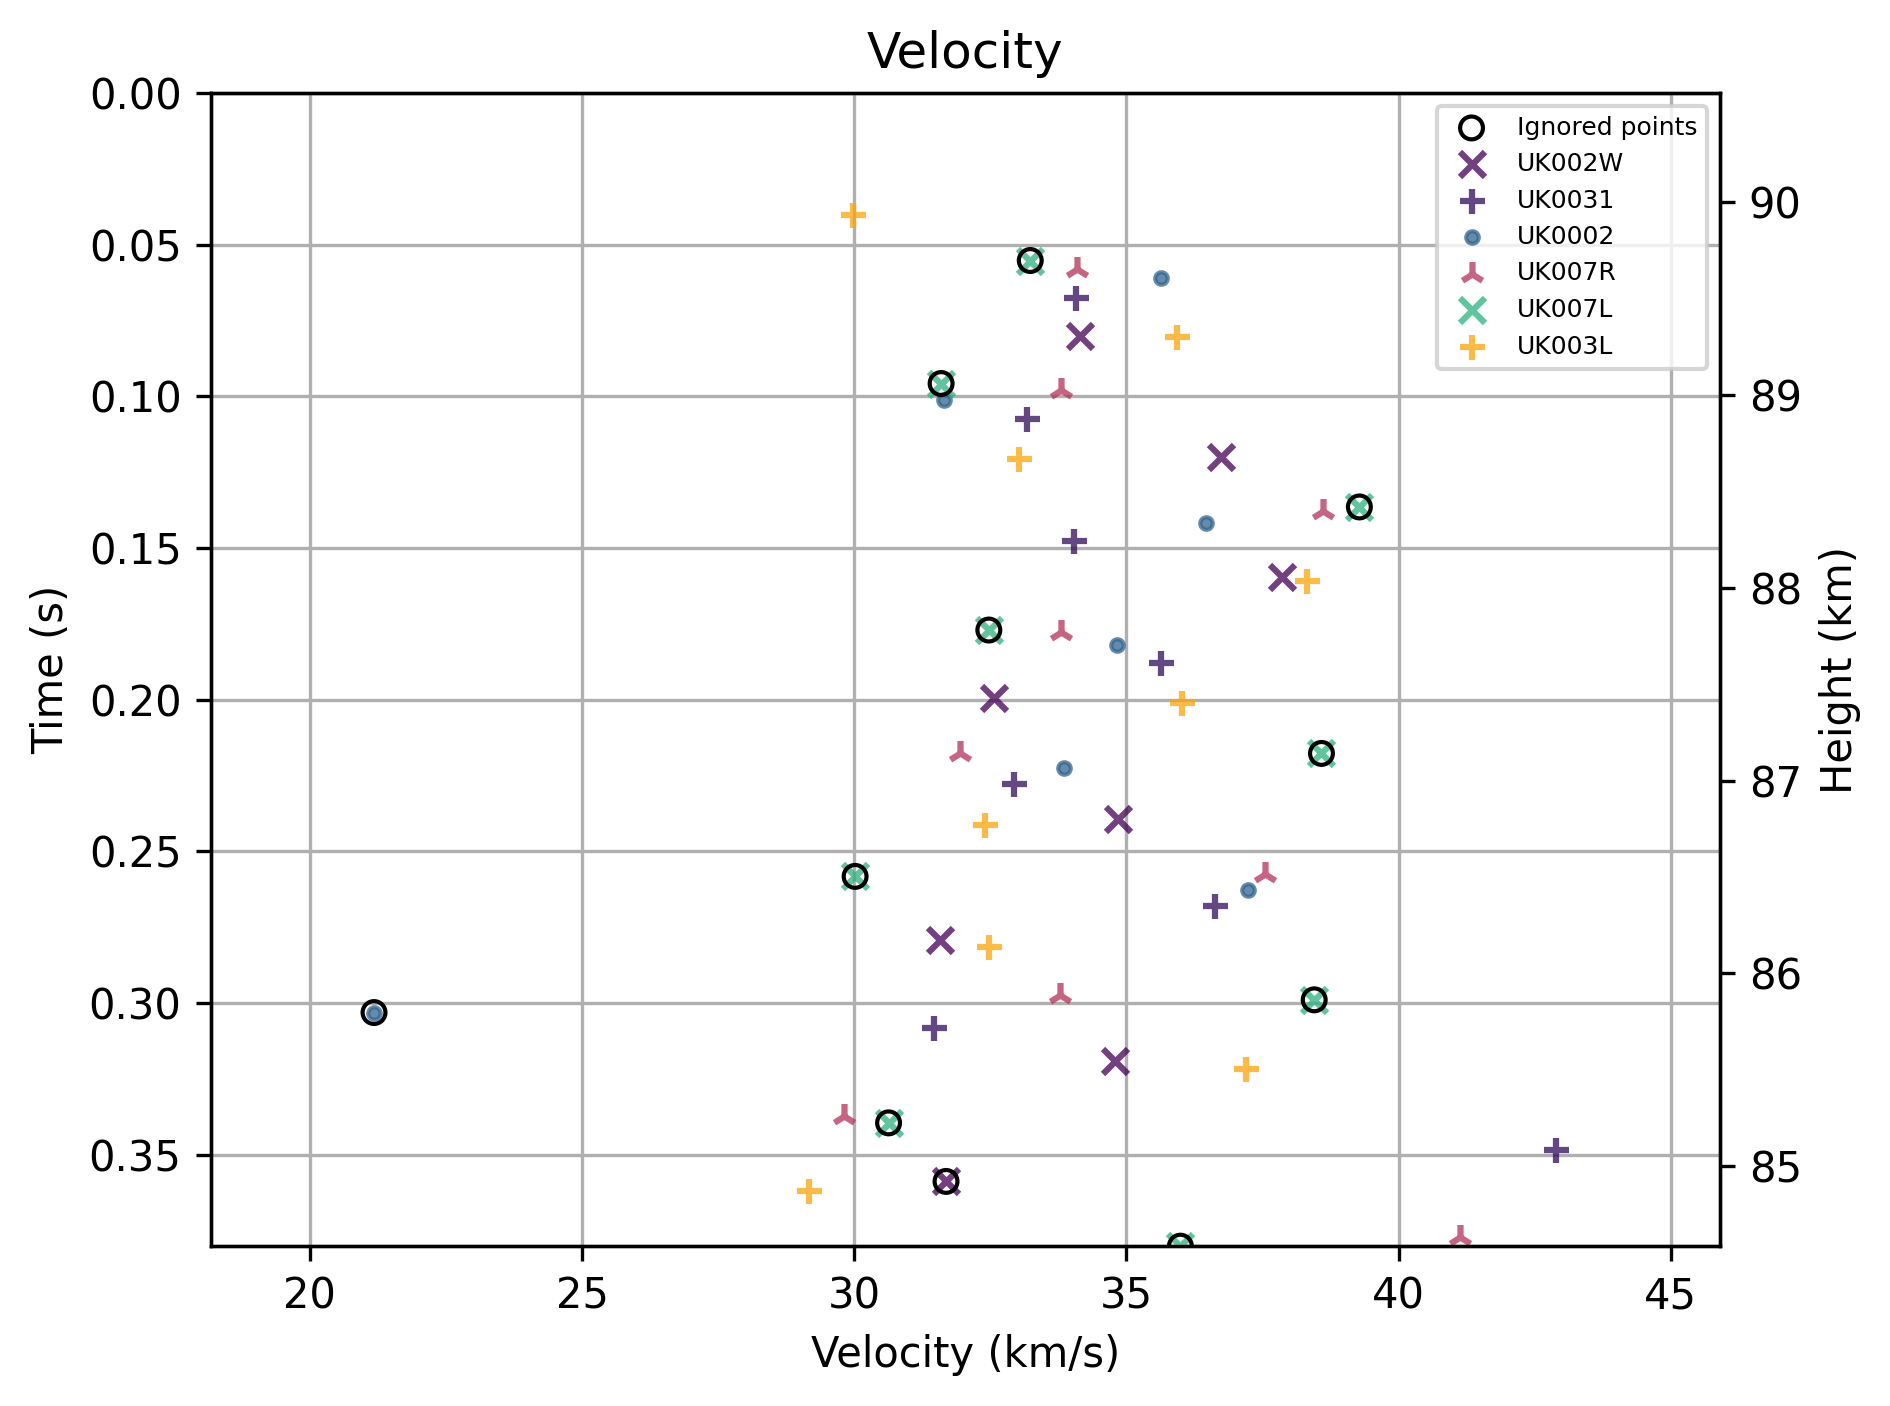 Velocity
0.00
0.05
0.10
0.15
0.20
0.25
0.30
0.35
Time (s)
Ignored points
UK002W
UK0031
UK0002
UK007R
UK007L
UK003L
90
89
88
87
86
85
Height (km)
20 25 30 35 40 45
Velocity (km/s)